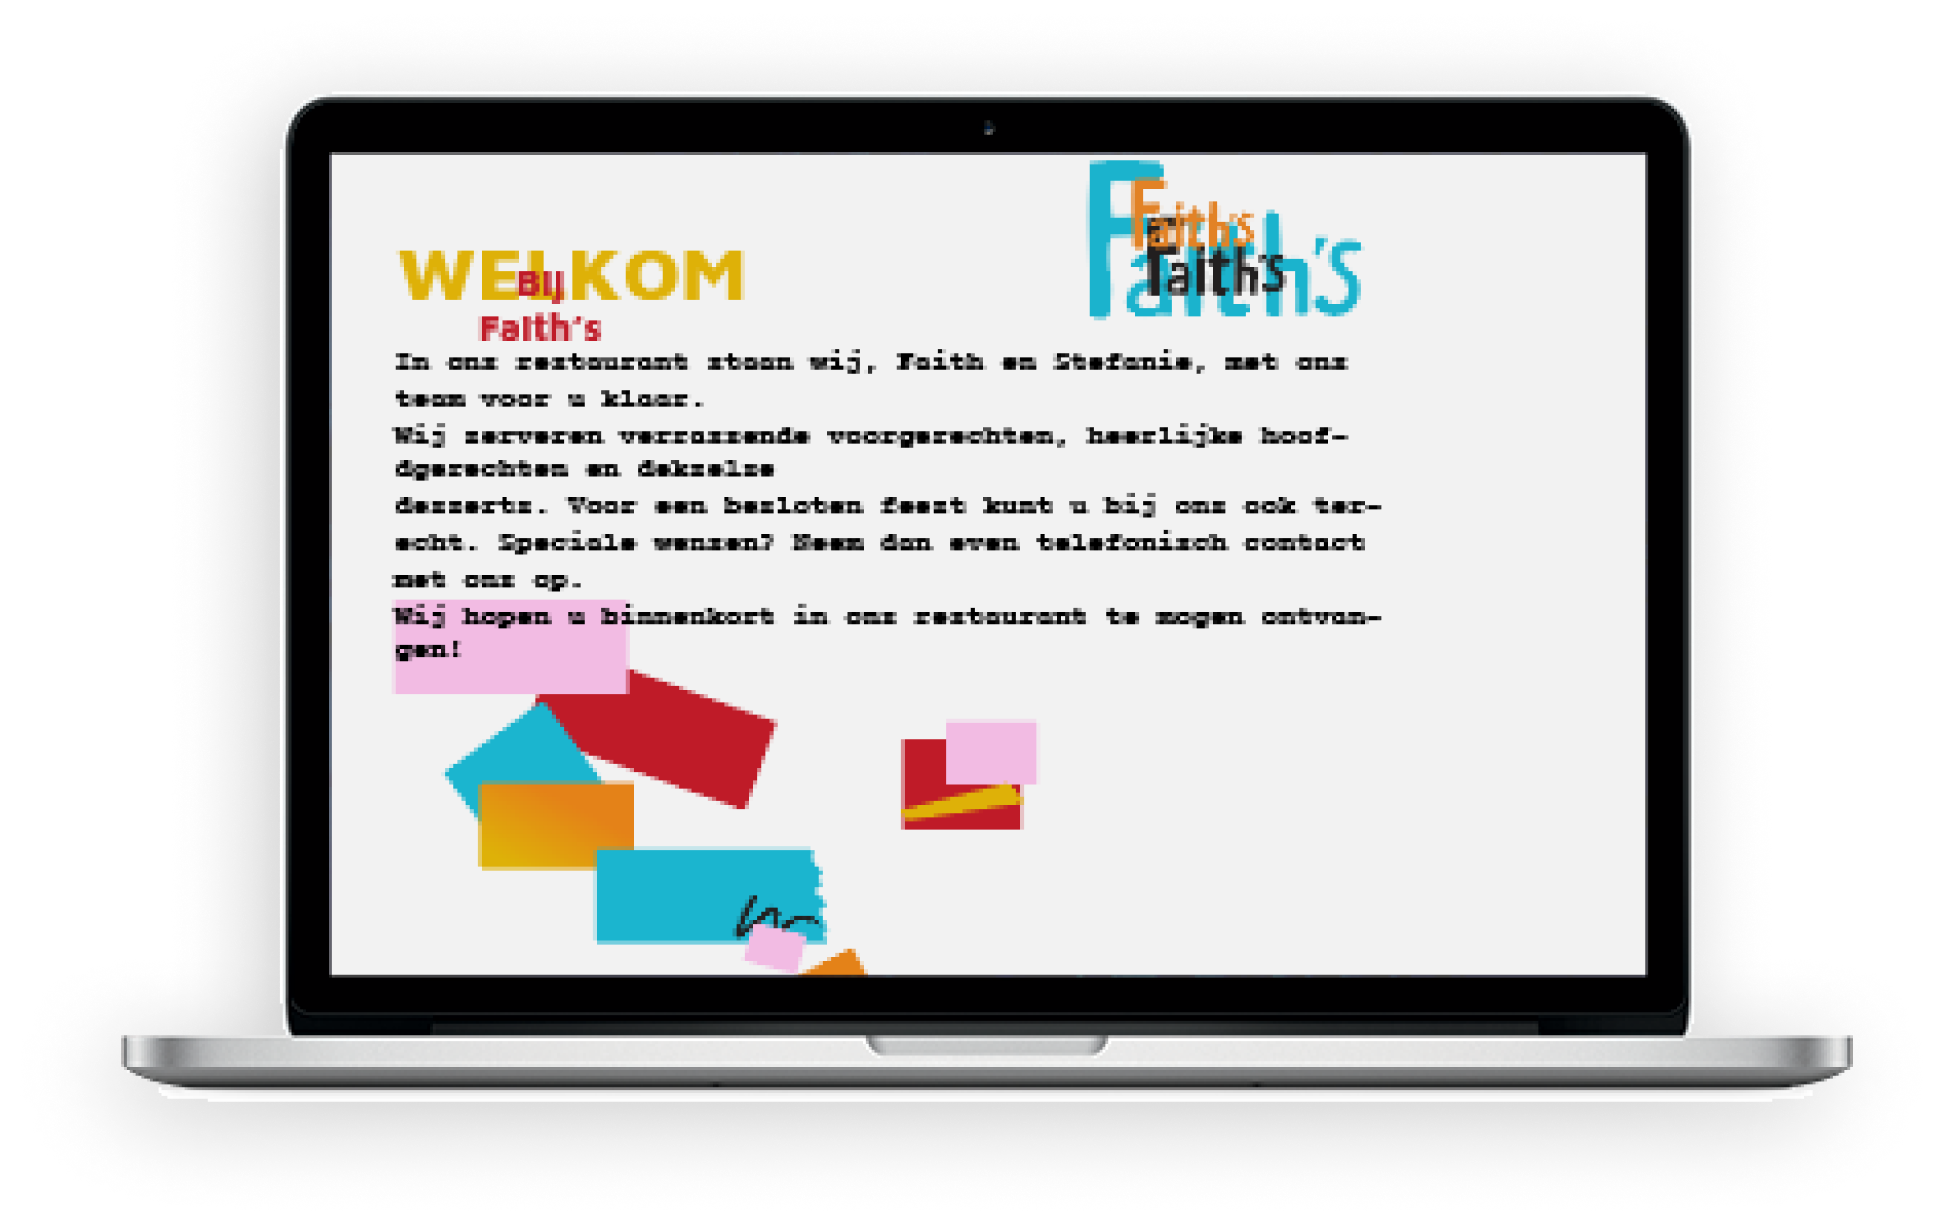 WELKOM
Bij
Faith's
Faith's
Faith's
Faith's
In ons restaurant staan wij, Faith en Stefanie, met ons
team voor u klaar.
Wij serveren verrassende voorgerechten, heerlijke hoof-
dgerechten en dekselse
desserts. Voor een besloten feest kunt u bij ons ook ter-
echt. Speciale wensen? Neem dan even telefonisch contact
met ons op.
Wij hopen u binnenkort in ons restaurant te mogen ontvan-
gen!